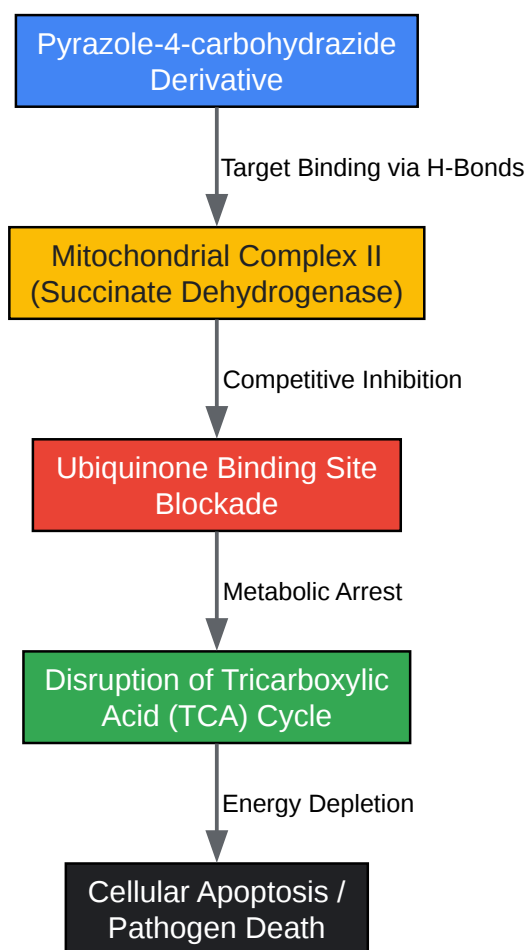 Pyrazole-4-carbohydrazide
Derivative
Target Binding via H-Bonds
Mitochondrial Complex II
(Succinate Dehydrogenase)
Competitive Inhibition
Ubiquinone Binding Site
Blockade
Metabolic Arrest
Disruption of Tricarboxylic
Acid (TCA) Cycle
Energy Depletion
Cellular Apoptosis /
Pathogen Death